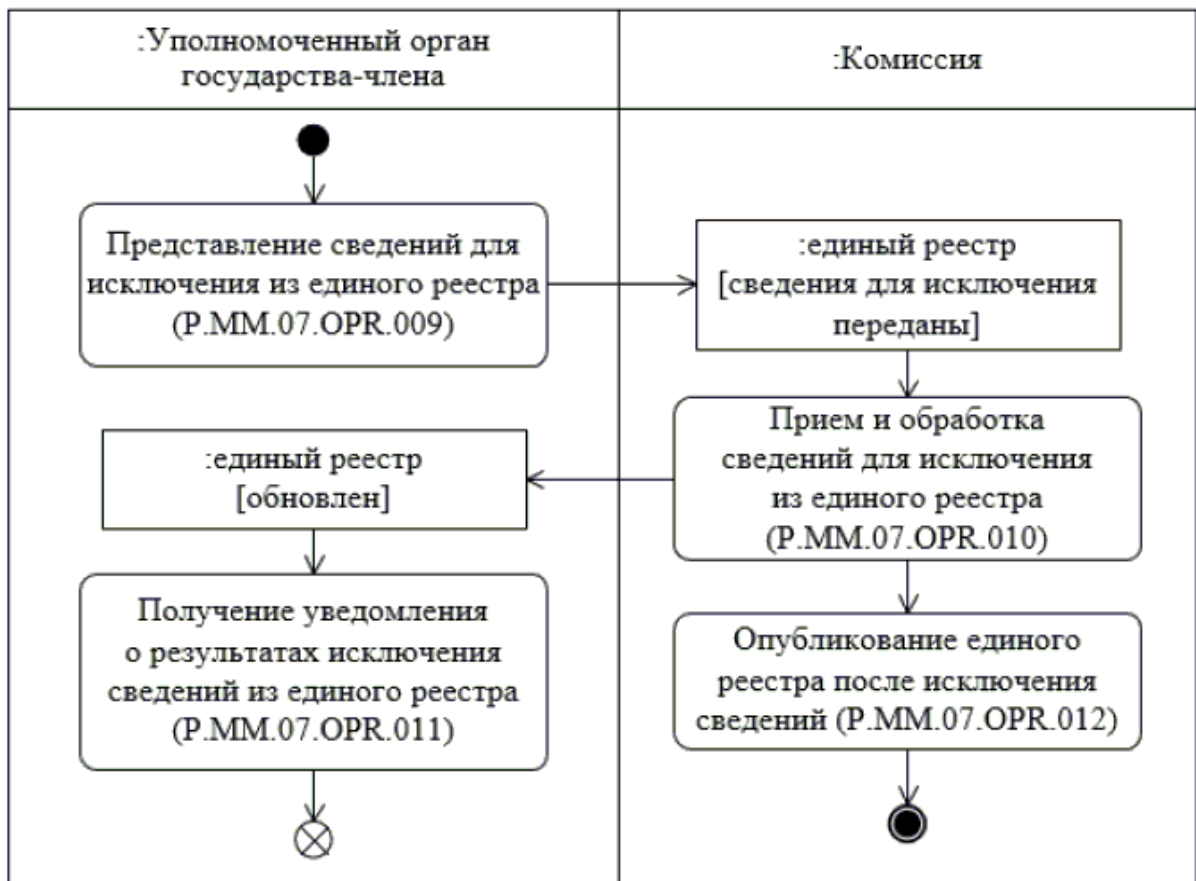 :Уполномоченный орган
государства-члена
:Комиссия
Представление сведений для
исключения из единого реестра
(P.MM.07.OPR.009)
:единый реестр
[сведения для исключения
переданы]
Прием и обработка
сведений для исключения
из единого реестра
(P.MM.07.OPR.010)
:единый реестр
[обновлен]
Получение уведомления
о результатах исключения
сведений из единого реестра
(P.MM.07.OPR.011)
Опубликование единого
реестра после исключения
сведений (P.MM.07.OPR.012)